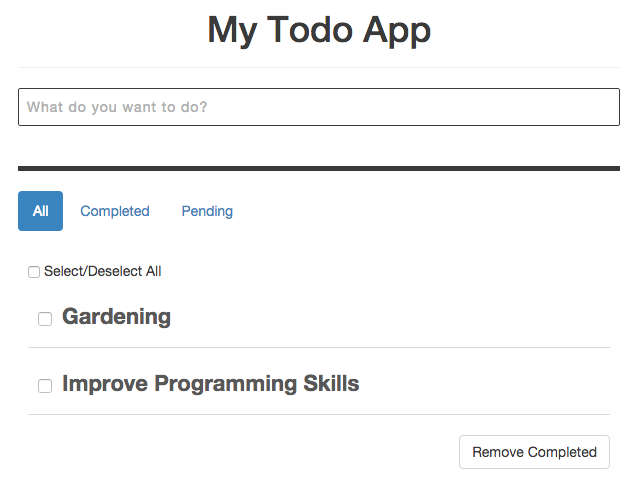 My Todo App
What do you want to do?
All Completed Pending
Select/Deselect All
Gardening
Improve Programming Skills
Remove Completed